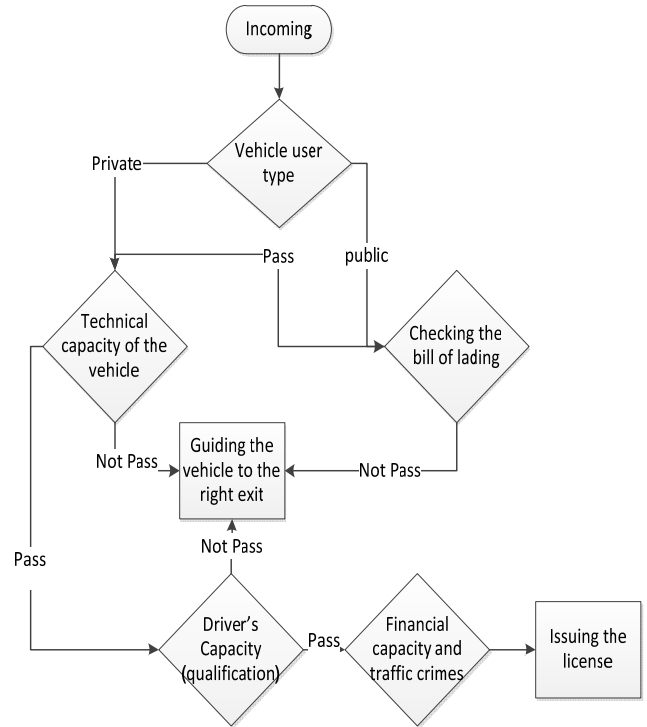 Incoming
Vehicle user
type
Private
Pass
public
Technical
capacity of the
vehicle
Checking the
bill of lading
Not Pass
Guiding the
vehicle to the
right exit
Not Pass
Not Pass
Pass
Driver's
Capacity
(qualification)
Pass
Financial
capacity and
traffic crimes
Issuing the
license